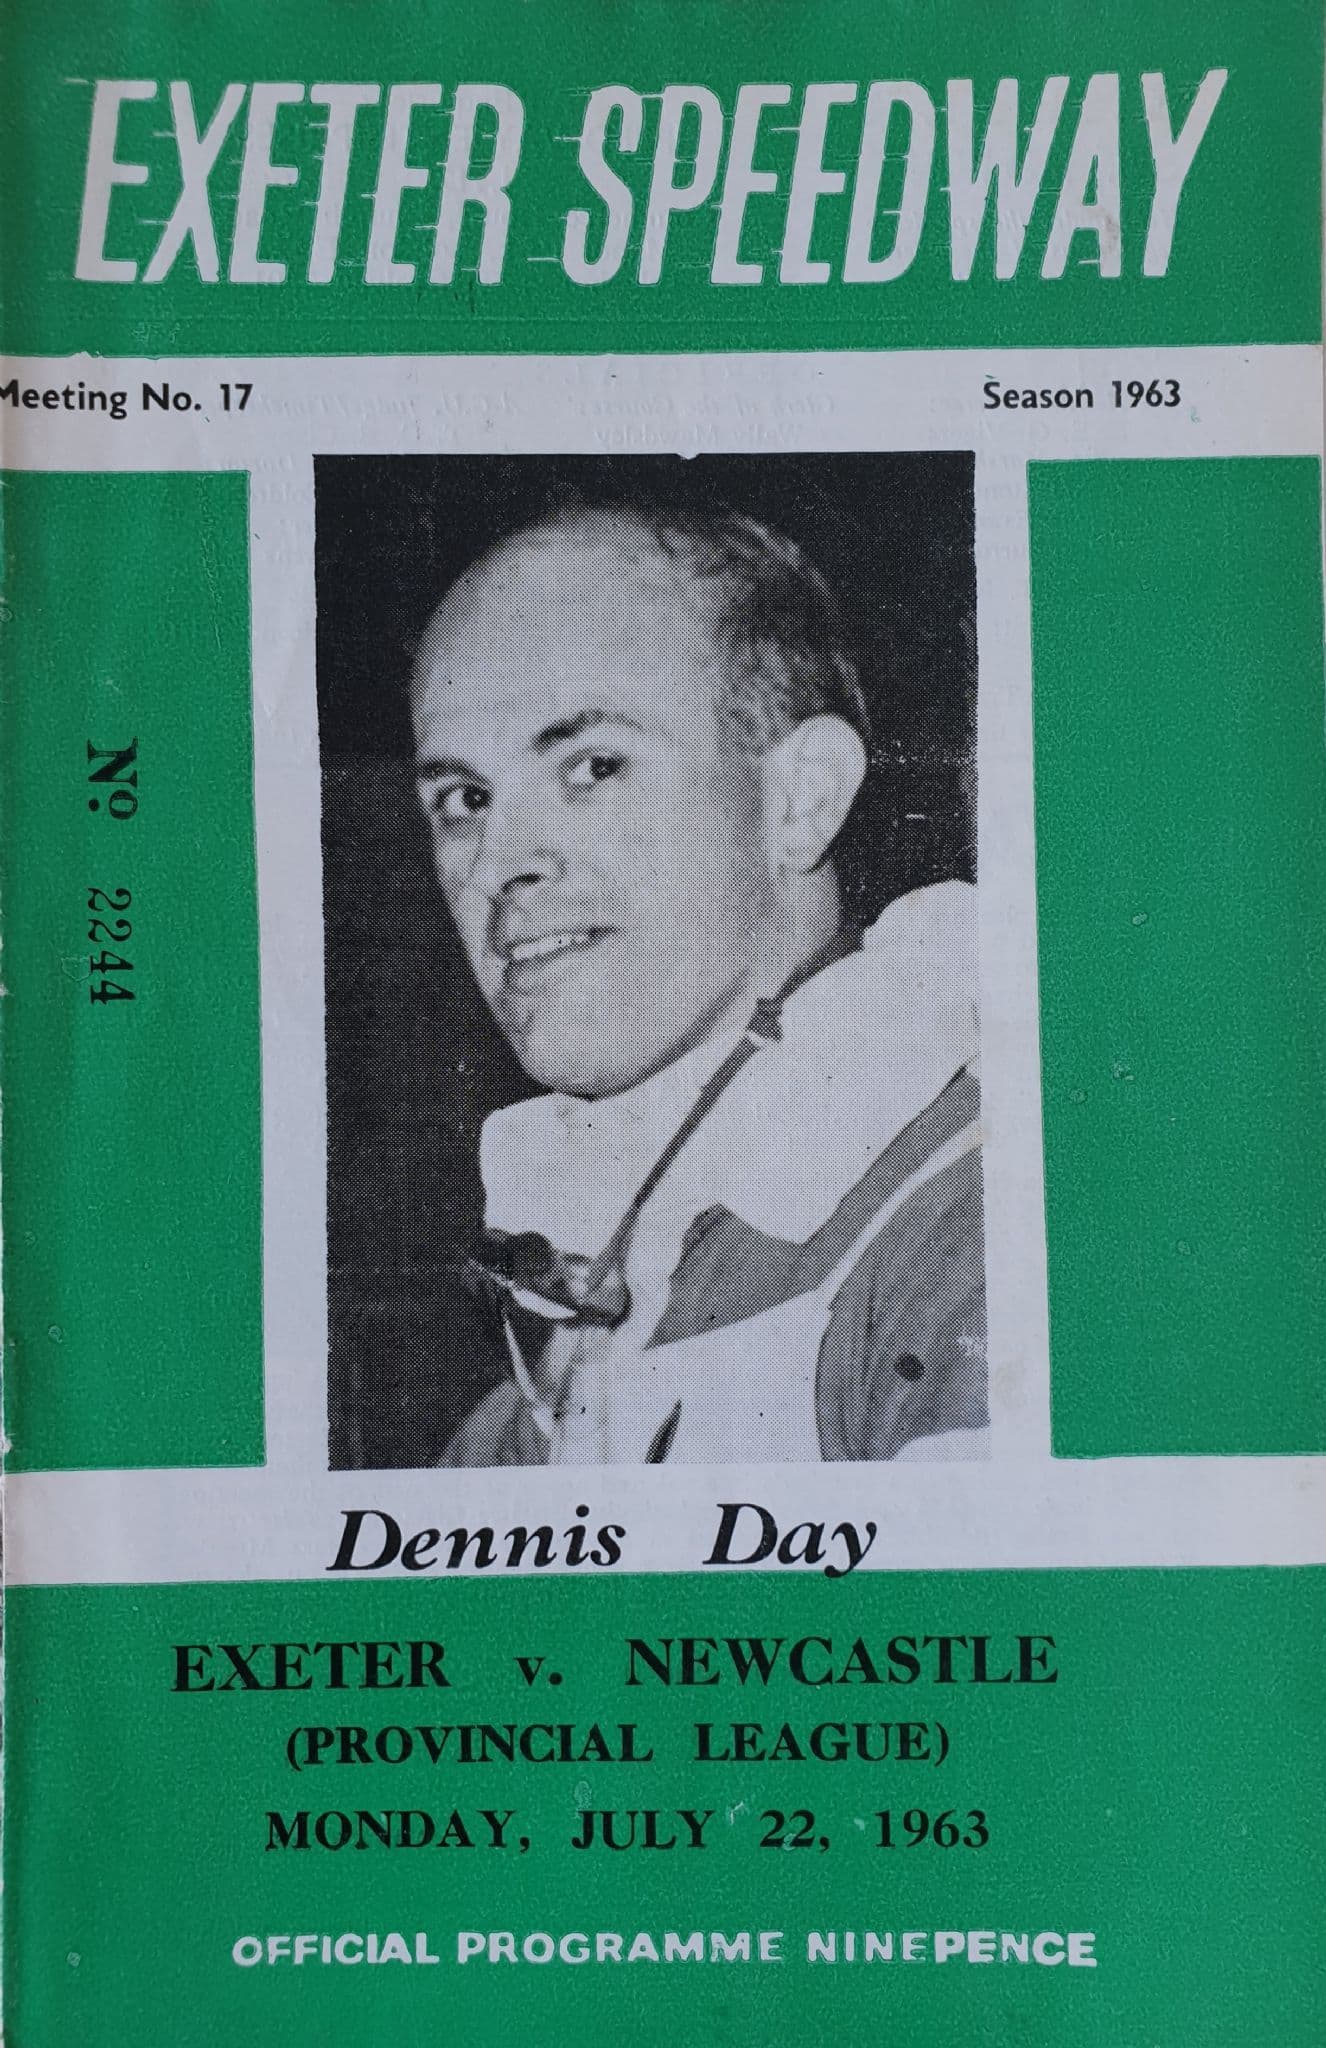 EXETER SPEEDWAY
Meeting No. 17
Season 1963
No. 2244
Dennis Day
EXETER v. NEWCASTLE
(PROVINCIAL LEAGUE)
MONDAY, JULY 22, 1963
OFFICIAL PROGRAMME NINEPENCE